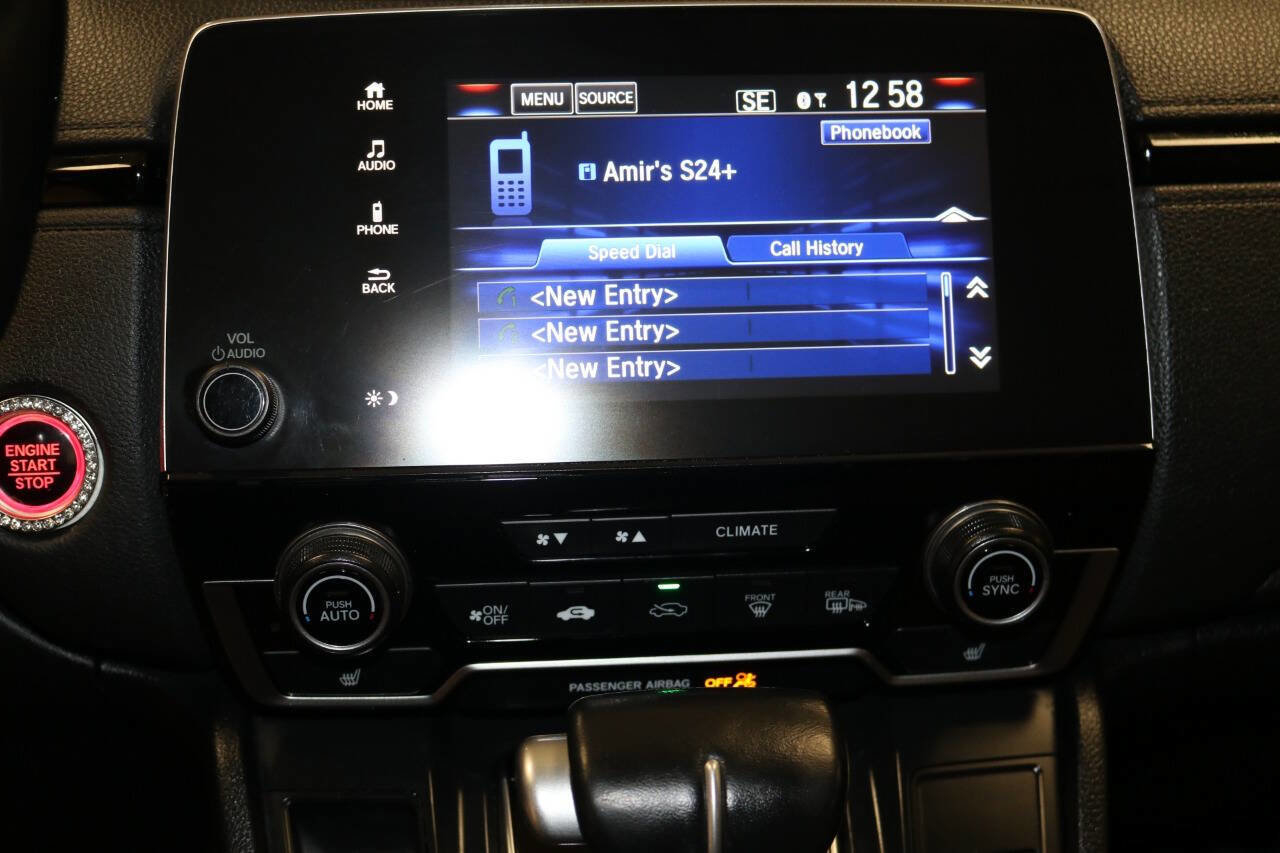 HOME
AUDIO
PHONE
BACK
VOL
AUDIO
MENU SOURCE SE 12 58
Phonebook
Amir's S24+
Speed Dial Call History
<New Entry>
<New Entry>
<New Entry>
ENGINE
START
STOP
CLIMATE
PUSH
AUTO
ON/
OFF
FRONT
REAR
PUSH
SYNC
PASSENGER AIRBAG OFF